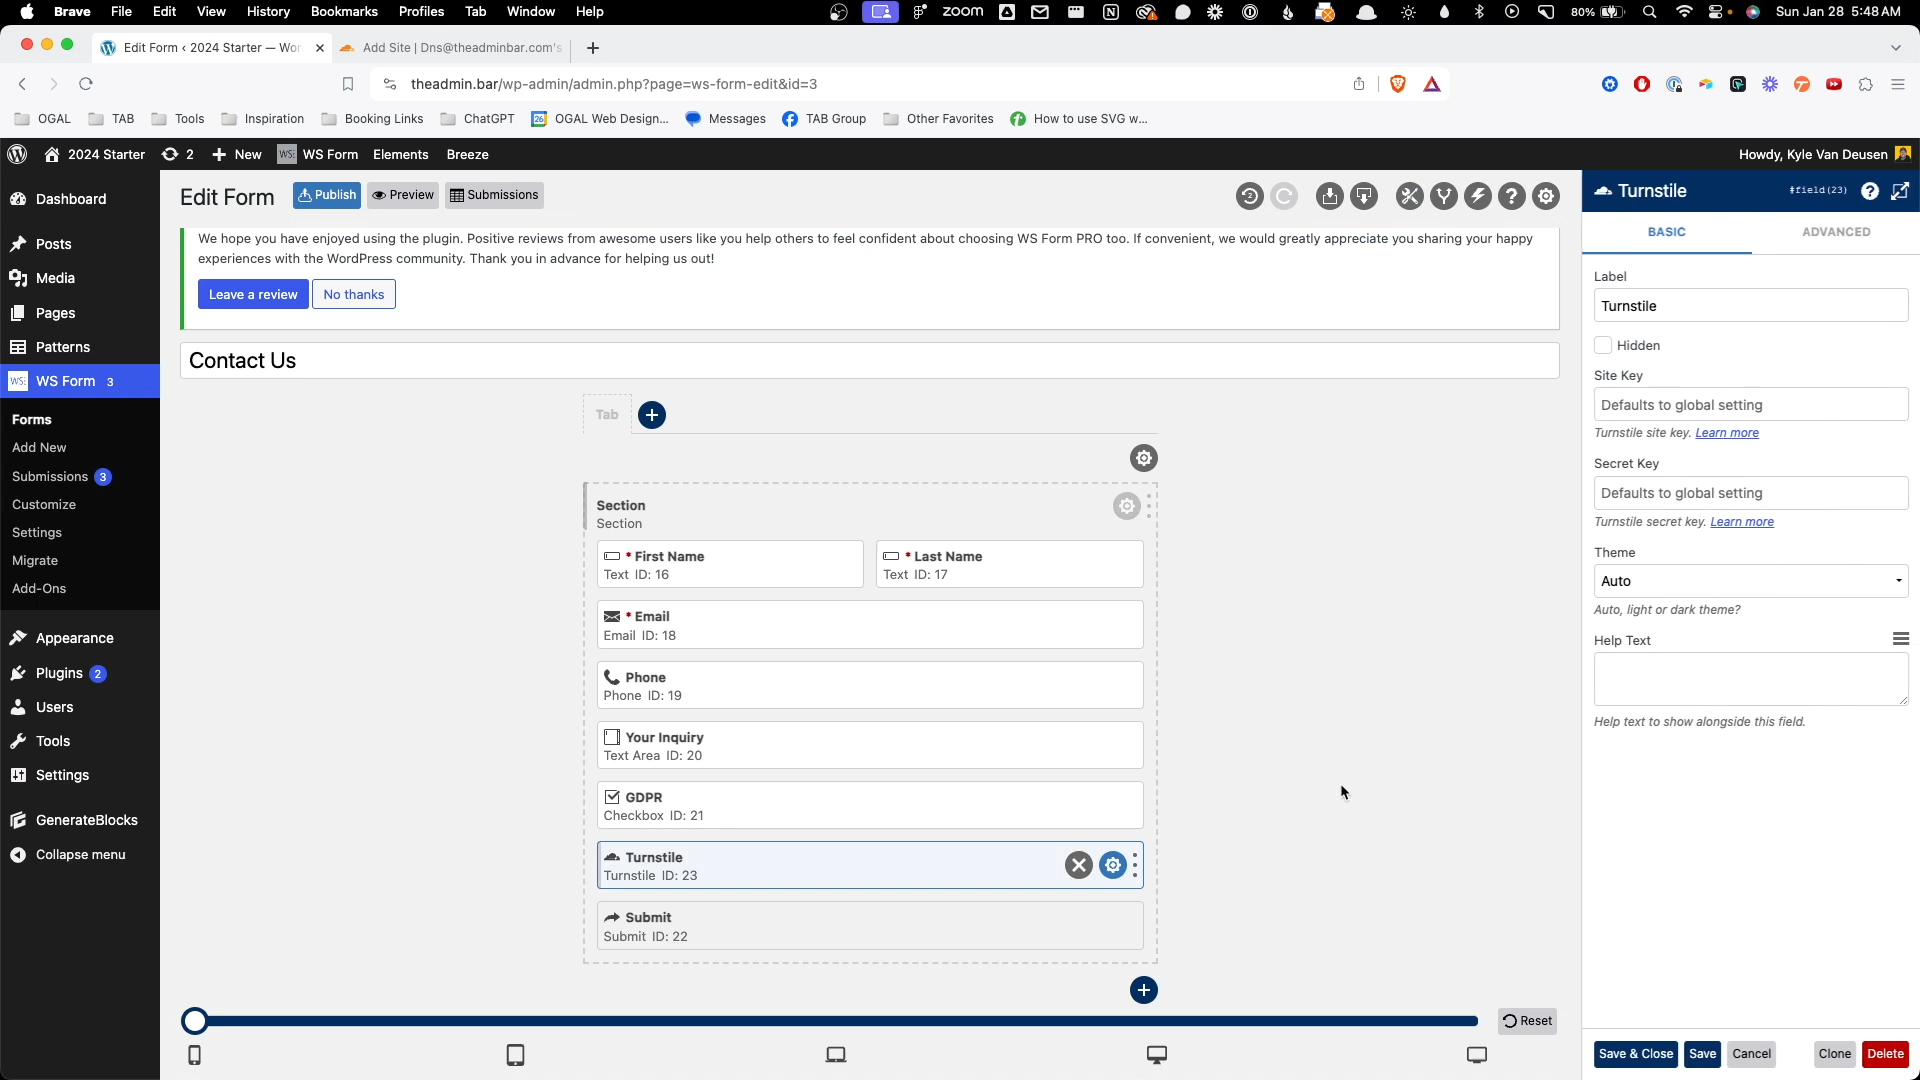 Brave File Edit View History Bookmarks Profiles Tab Window Help
zoom
80%
Sun Jan 28 5:48 AM
Edit Form ‹ 2024 Starter — Wor
Add Site | Dns@theadminbar.com's
theadmin.bar/wp-admin/admin.php?page=ws-form-edit&id=3
OGAL TAB Tools Inspiration Booking Links ChatGPT OGAL Web Design... Messages TAB Group Other Favorites How to use SVG w...
2024 Starter 2 New WS Form Elements Breeze
Howdy, Kyle Van Deusen
Dashboard
Posts
Media
Pages
Patterns
WS Form 3
Forms
Add New
Submissions 3
Customize
Settings
Migrate
Add-Ons
Appearance
Plugins 2
Users
Tools
Settings
GenerateBlocks
Collapse menu
Edit Form
Publish
Preview
Submissions
We hope you have enjoyed using the plugin. Positive reviews from awesome users like you help others to feel confident about choosing WS Form PRO too. If convenient, we would greatly appreciate you sharing your happy
experiences with the WordPress community. Thank you in advance for helping us out!
Leave a review
No thanks
Contact Us
Tab
Section
Section
* First Name
Text ID: 16
* Last Name
Text ID: 17
* Email
Email ID: 18
Phone
Phone ID: 19
Your Inquiry
Text Area ID: 20
GDPR
Checkbox ID: 21
Turnstile
Turnstile ID: 23
Submit
Submit ID: 22
Reset
Turnstile
#field(23)
BASIC
ADVANCED
Label
Turnstile
Hidden
Site Key
Defaults to global setting
Turnstile site key. Learn more
Secret Key
Defaults to global setting
Turnstile secret key. Learn more
Theme
Auto
Auto, light or dark theme?
Help Text
Help text to show alongside this field.
Save & Close
Save
Cancel
Clone
Delete